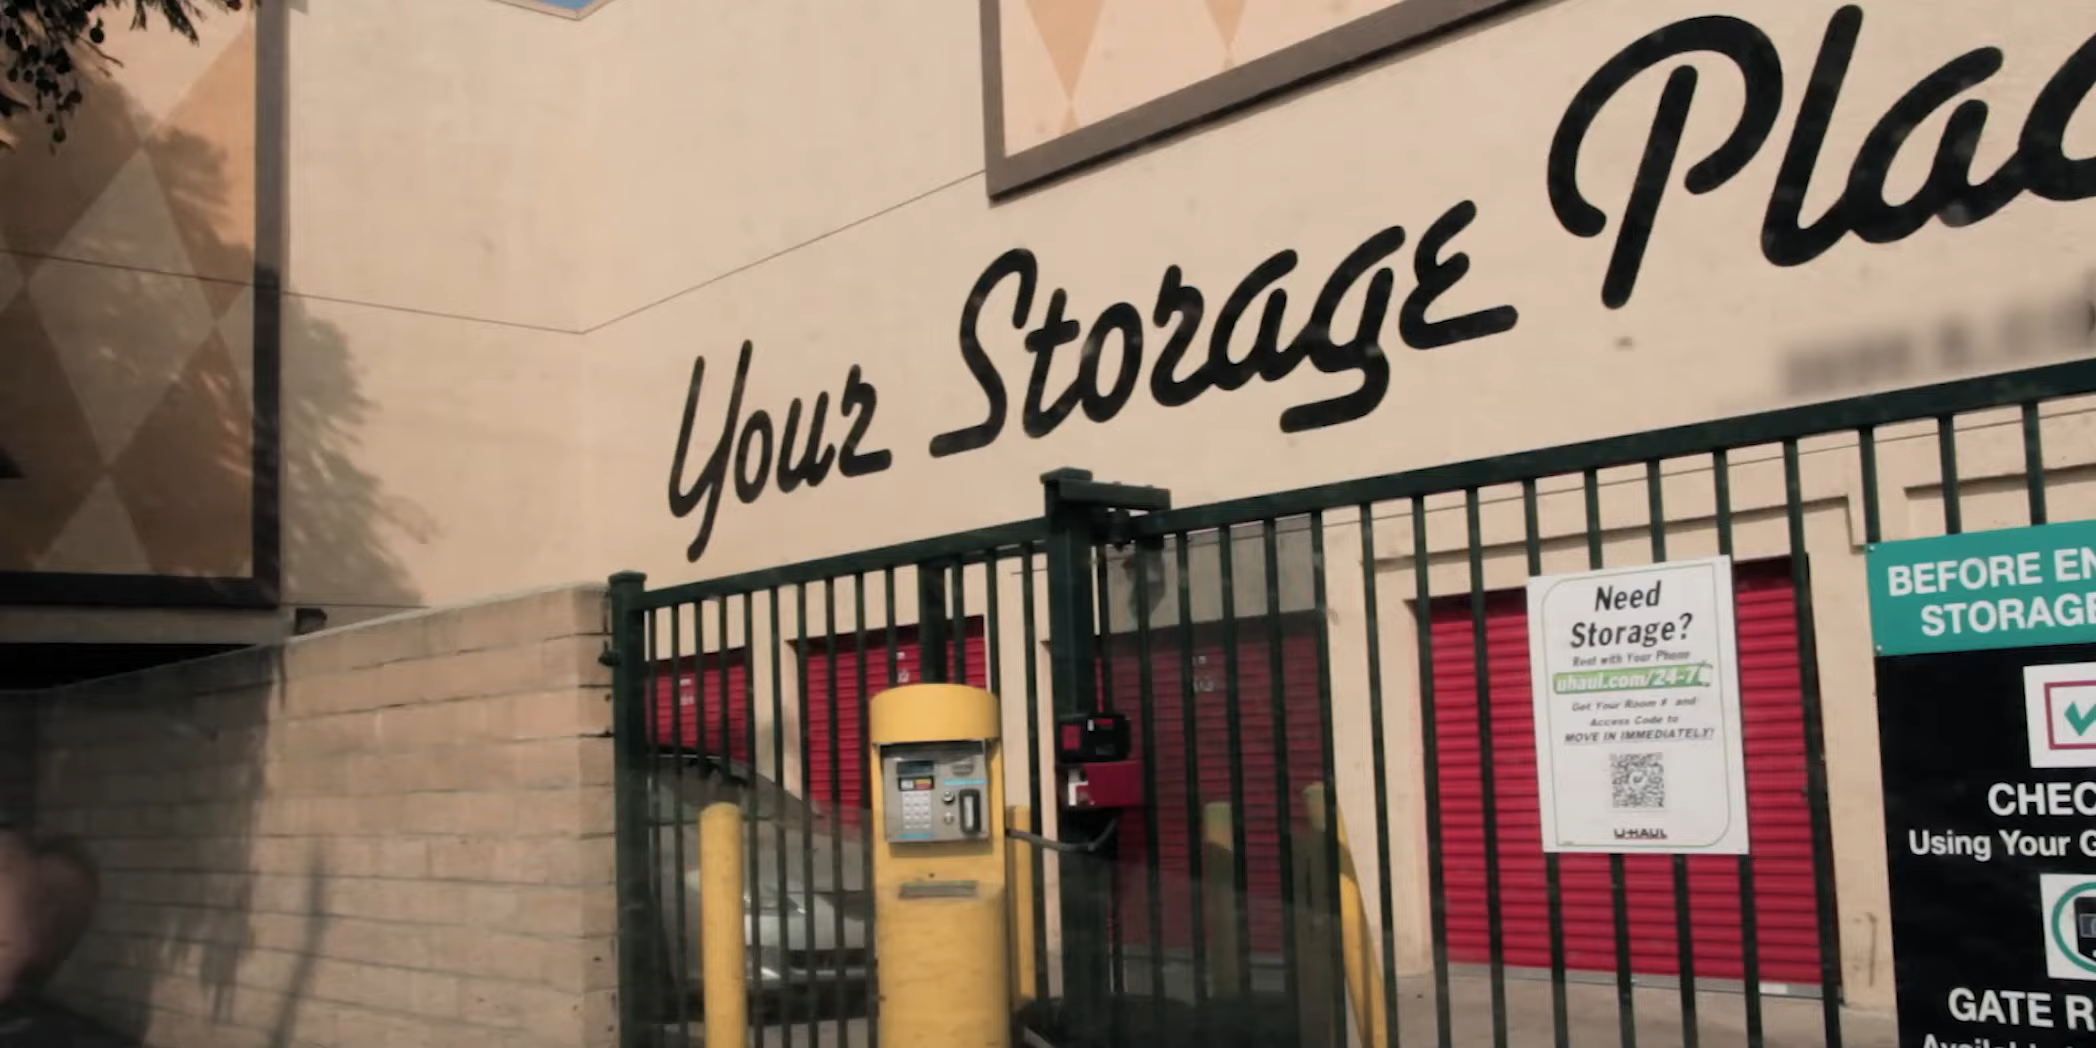 Your Storage Plac
Need
Storage?
Rent with Your Phone
uhaul.com/24-7
Get Your Room # and
Access Code to
MOVE IN IMMEDIATELY!
U-HAUL
BEFORE EN
STORAGE
CHEC
Using Your G
GATE R